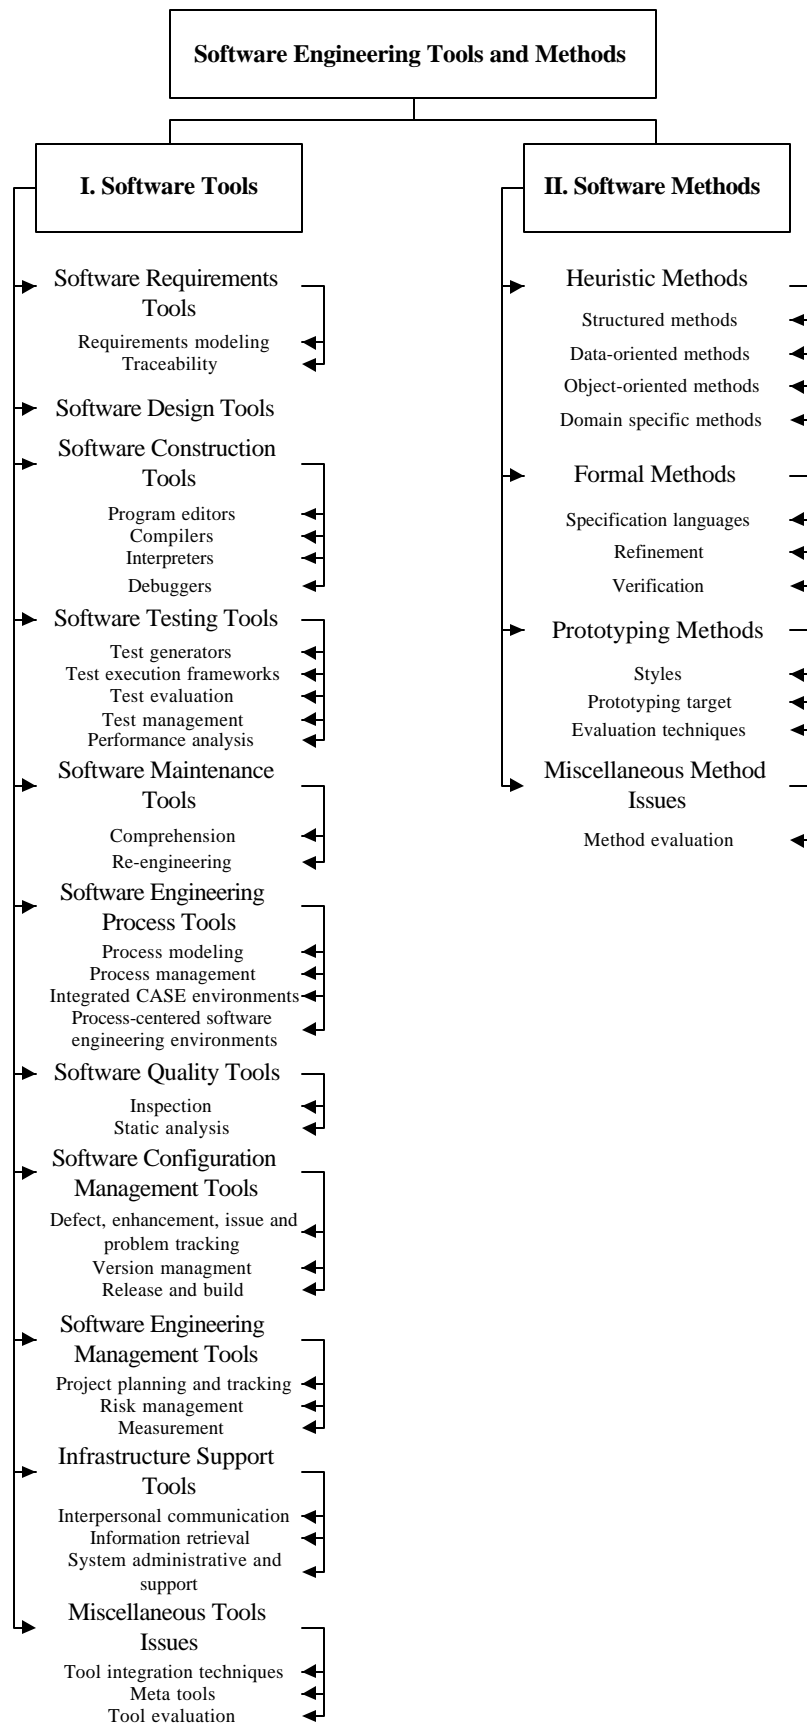 Software Engineering Tools and Methods
I. Software Tools
Software Requirements
Tools
Requirements modeling
Traceability
Software Design Tools
Software Construction
Tools
Program editors
Compilers
Interpreters
Debuggers
Software Testing Tools
Test generators
Test execution frameworks
Test evaluation
Test management
Performance analysis
Software Maintenance
Tools
Comprehension
Re-engineering
Software Engineering
Process Tools
Process modeling
Process management
Integrated CASE environments
Process-centered software
engineering environments
Software Quality Tools
Inspection
Static analysis
Software Configuration
Management Tools
Defect, enhancement, issue and
problem tracking
Version managment
Release and build
Software Engineering
Management Tools
Project planning and tracking
Risk management
Measurement
Infrastructure Support
Tools
Interpersonal communication
Information retrieval
System administrative and
support
Miscellaneous Tools
Issues
Tool integration techniques
Meta tools
Tool evaluation
II. Software Methods
Heuristic Methods
Structured methods
Data-oriented methods
Object-oriented methods
Domain specific methods
Formal Methods
Specification languages
Refinement
Verification
Prototyping Methods
Styles
Prototyping target
Evaluation techniques
Miscellaneous Method
Issues
Method evaluation